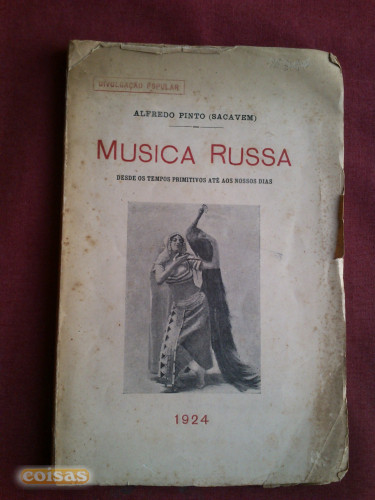 DIVULGAÇÃO POPULAR
ALFREDO PINTO (SACAVEM)
MUSICA RUSSA
DESDE OS TEMPOS PRIMITIVOS ATÉ AOS NOSSOS DIAS
1924
coisas